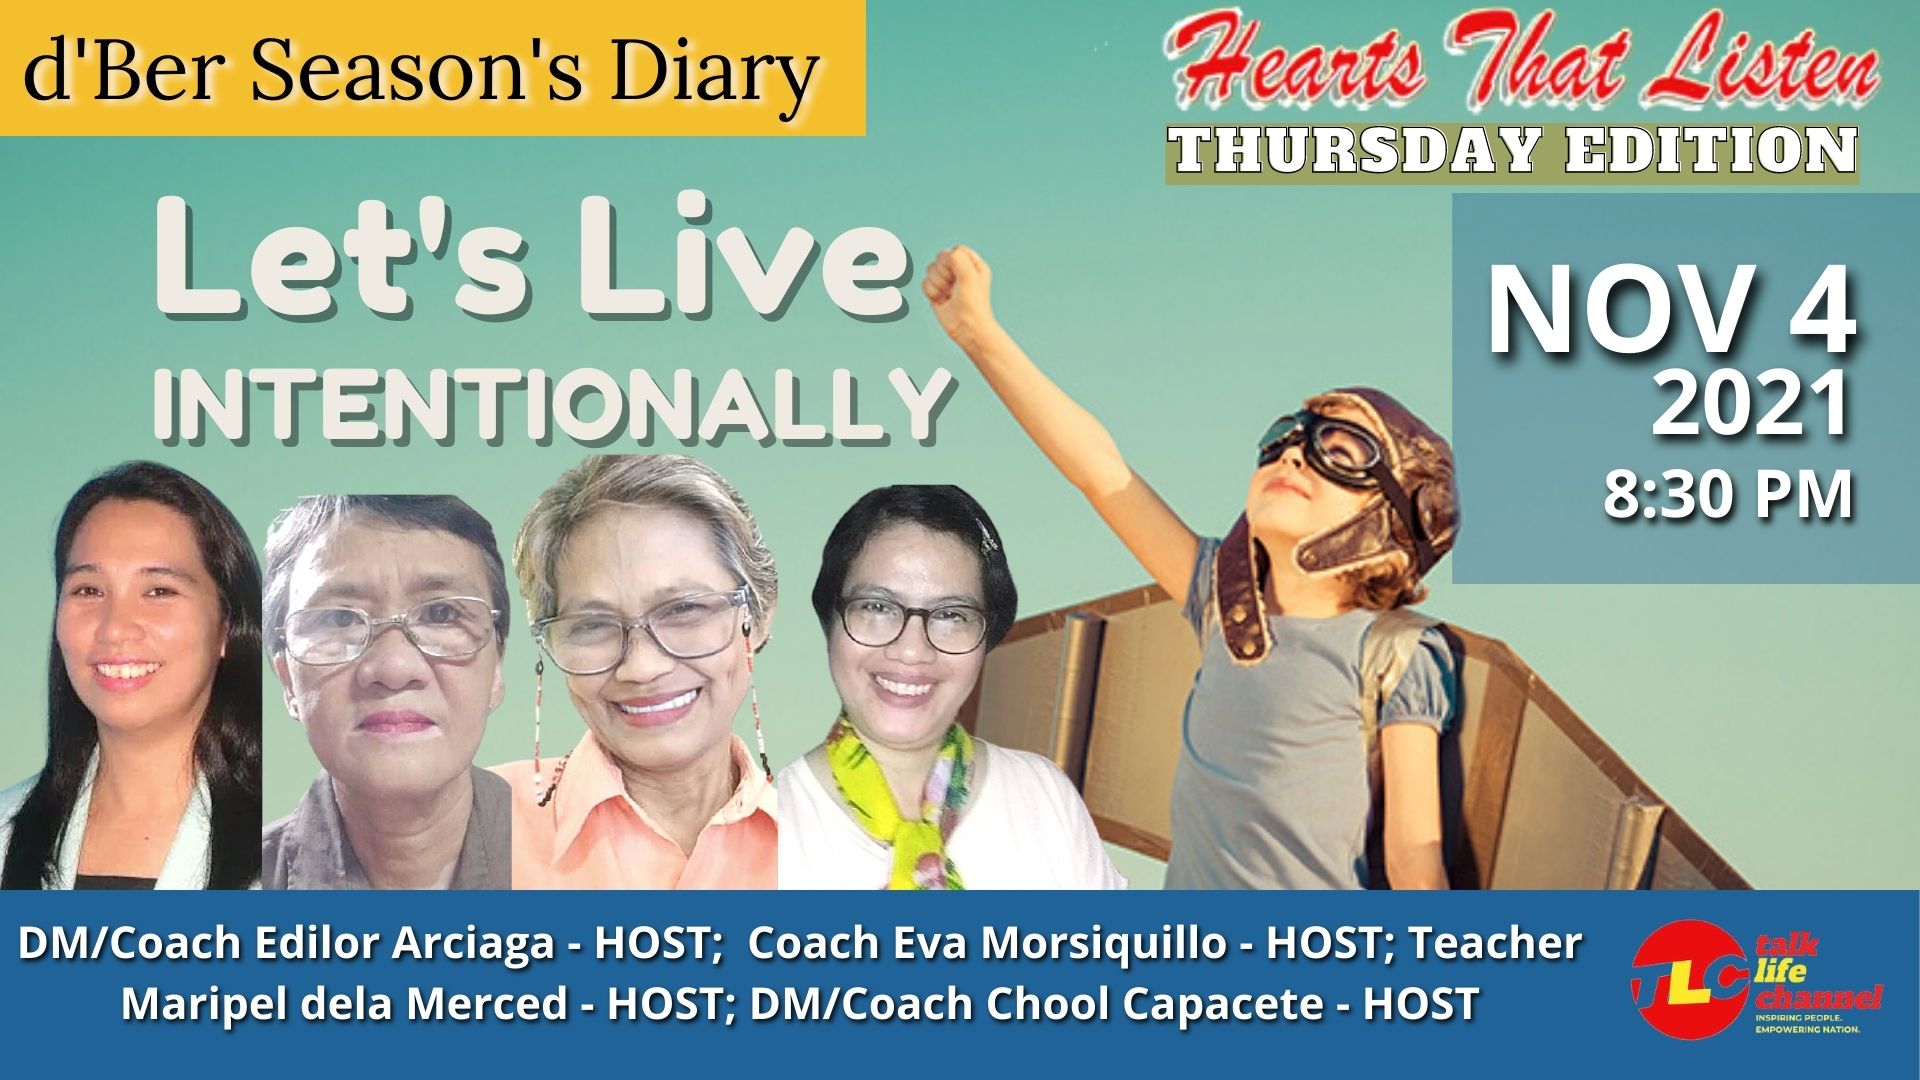 d'Ber Season's Diary
Hearts That Listen
THURSDAY EDITION
Let's Live
INTENTIONALLY
NOV 4
2021
8:30 PM
DM/Coach Edilor Arciaga - HOST;  Coach Eva Morsiquillo - HOST; Teacher
Maripel dela Merced - HOST; DM/Coach Chool Capacete - HOST
TLC
talk
life
channel
INSPIRING PEOPLE.
EMPOWERING NATION.